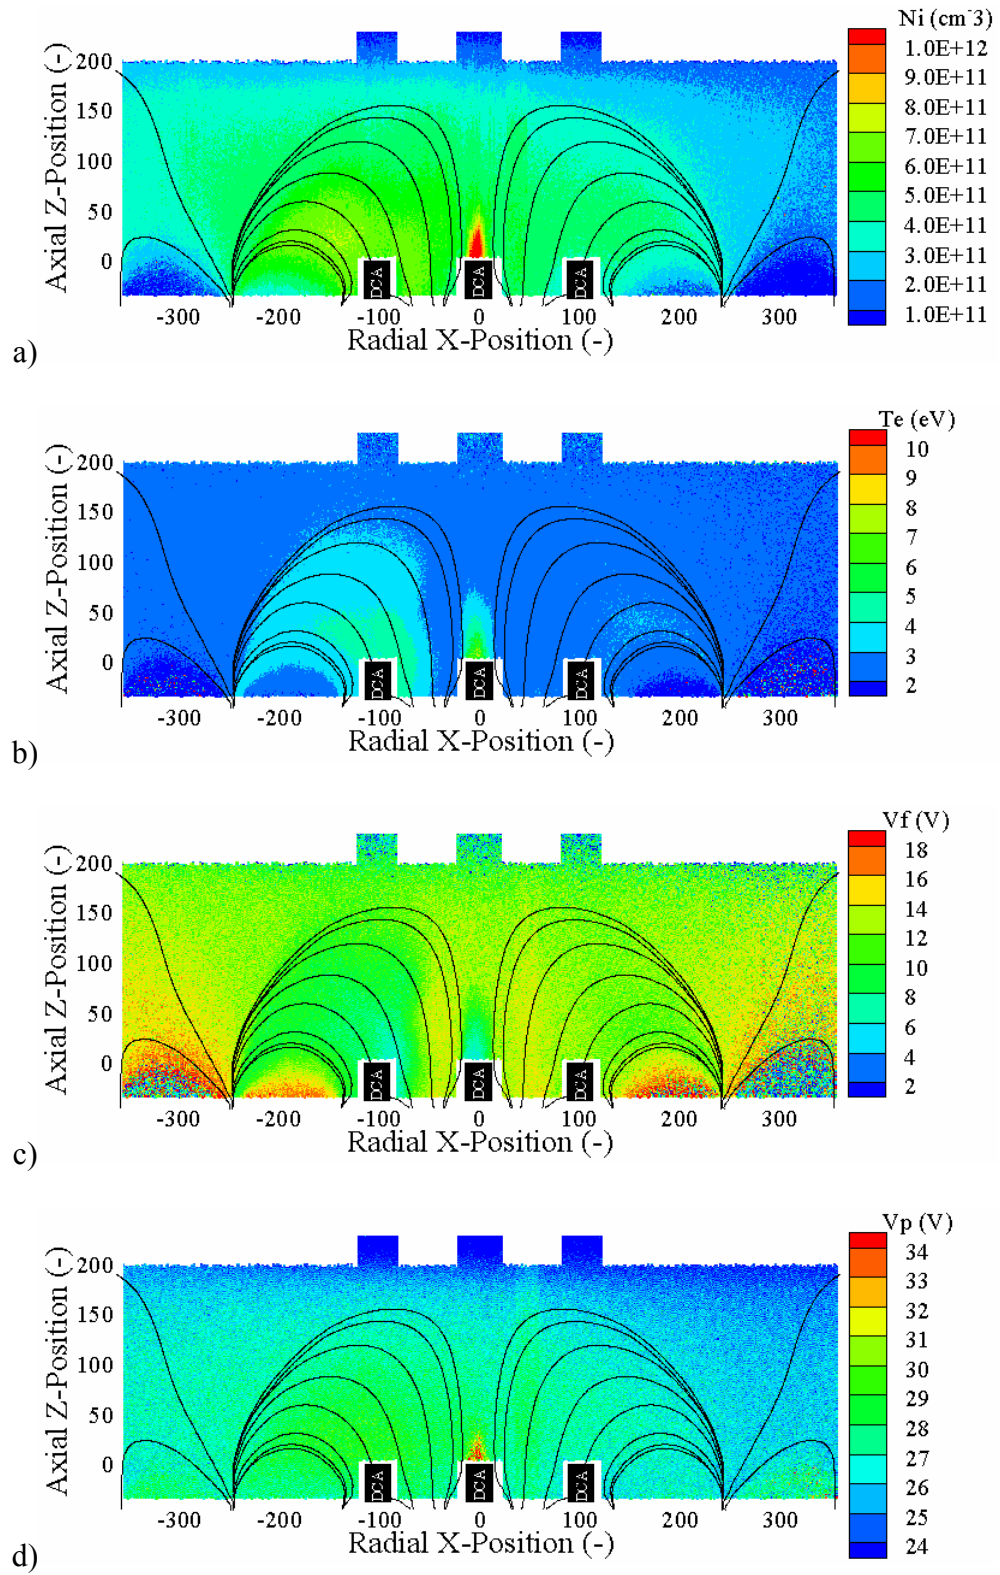 Ni (cm-3)
1.0E+12
9.0E+11
8.0E+11
7.0E+11
6.0E+11
5.0E+11
4.0E+11
3.0E+11
2.0E+11
1.0E+11
Axial Z-Position (-)
200
150
100
50
0
DCA DCA DCA
-300 -200 -100 0 100 200 300
Radial X-Position (-)
a)
Te (eV)
10
9
8
7
6
5
4
3
2
Axial Z-Position (-)
200
150
100
50
0
DCA DCA DCA
-300 -200 -100 0 100 200 300
Radial X-Position (-)
b)
Vf (V)
18
16
14
12
10
8
6
4
2
Axial Z-Position (-)
200
150
100
50
0
DCA DCA DCA
-300 -200 -100 0 100 200 300
Radial X-Position (-)
c)
Vp (V)
34
33
32
31
30
29
28
27
26
25
24
Axial Z-Position (-)
200
150
100
50
0
DCA DCA DCA
-300 -200 -100 0 100 200 300
Radial X-Position (-)
d)